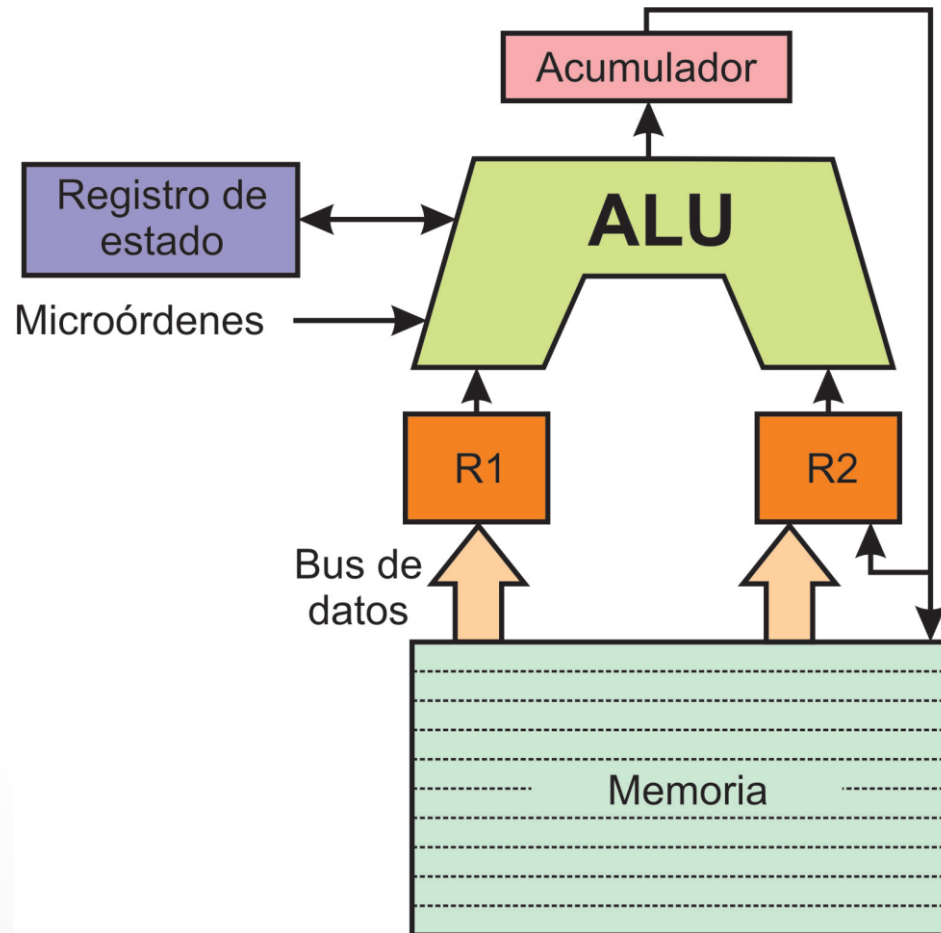 Acumulador
Registro de
estado
ALU
Microórdenes
R1
R2
Bus de
datos
Memoria